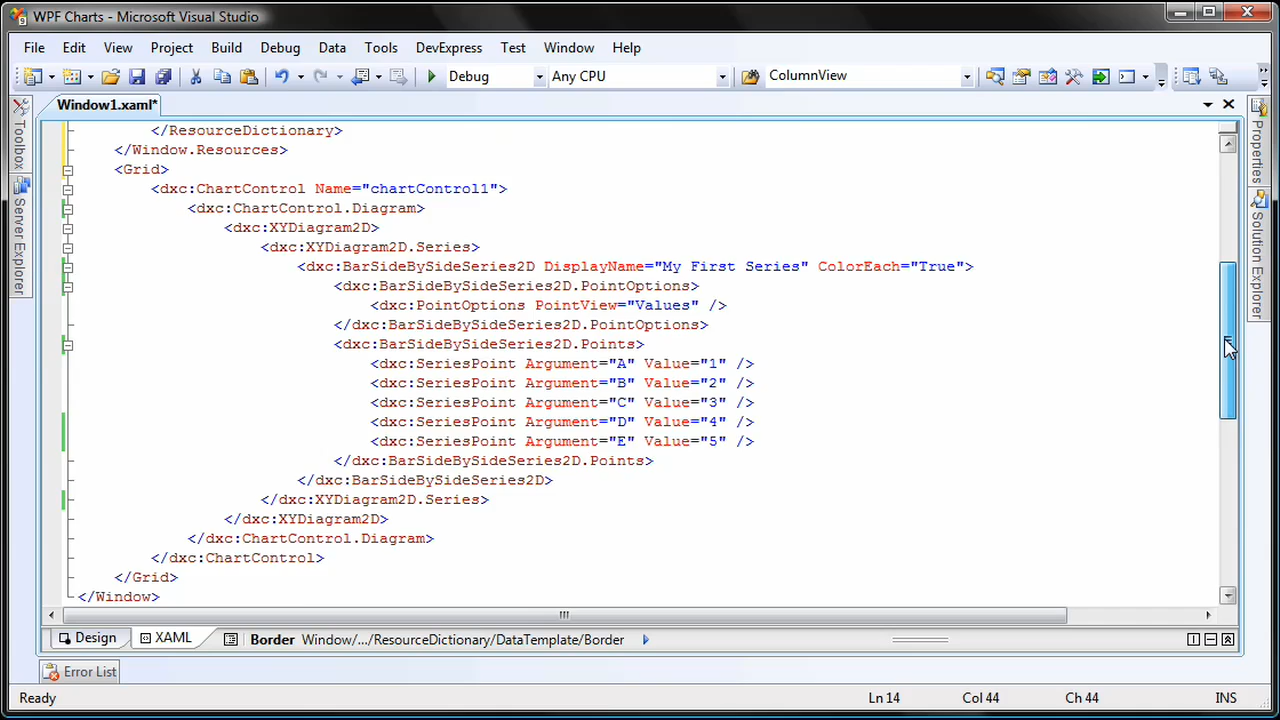 WPF Charts - Microsoft Visual Studio
File Edit View Project Build Debug Data Tools DevExpress Test Window Help
Debug Any CPU ColumnView
Window1.xaml*
Toolbox
Server Explorer
</ResourceDictionary>
</Window.Resources>
<Grid>
<dxc:ChartControl Name="chartControl1">
<dxc:ChartControl.Diagram>
<dxc:XYDiagram2D>
<dxc:XYDiagram2D.Series>
<dxc:BarSideBySideSeries2D DisplayName="My First Series" ColorEach="True">
<dxc:BarSideBySideSeries2D.PointOptions>
<dxc:PointOptions PointView="Values" />
</dxc:BarSideBySideSeries2D.PointOptions>
<dxc:BarSideBySideSeries2D.Points>
<dxc:SeriesPoint Argument="A" Value="1" />
<dxc:SeriesPoint Argument="B" Value="2" />
<dxc:SeriesPoint Argument="C" Value="3" />
<dxc:SeriesPoint Argument="D" Value="4" />
<dxc:SeriesPoint Argument="E" Value="5" />
</dxc:BarSideBySideSeries2D.Points>
</dxc:BarSideBySideSeries2D>
</dxc:XYDiagram2D.Series>
</dxc:XYDiagram2D>
</dxc:ChartControl.Diagram>
</dxc:ChartControl>
</Grid>
</Window>
Properties
Solution Explorer
Design XAML Border Window/.../ResourceDictionary/DataTemplate/Border
Error List
Ready Ln 14 Col 44 Ch 44 INS